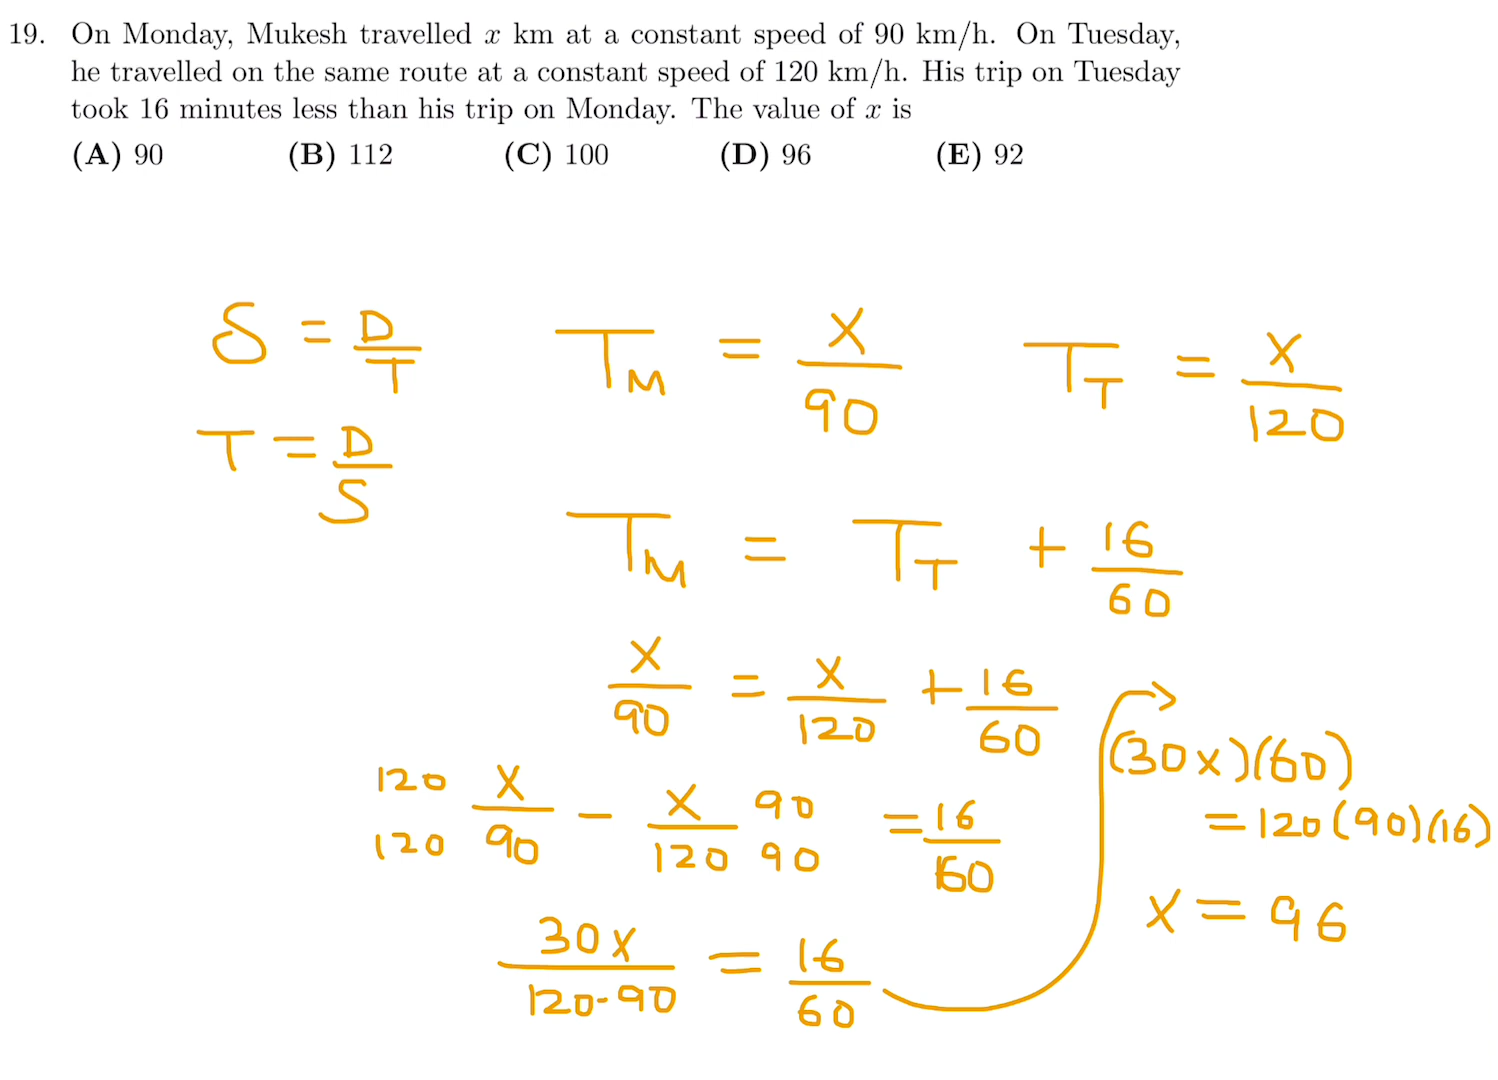 19. On Monday, Mukesh travelled x km at a constant speed of 90 km/h. On Tuesday,
he travelled on the same route at a constant speed of 120 km/h. His trip on Tuesday
took 16 minutes less than his trip on Monday. The value of x is
(A) 90 (B) 112 (C) 100 (D) 96 (E) 92
S = D/T
T = D/S
T_M = x/90
T_T = x/120
T_M = T_T + 16/60
x/90 = x/120 + 16/60
120/120 x/90 - x/120 90/90 = 16/60
30x/120·90 = 16/60
(30x)(60)
= 120(90)(16)
x = 96